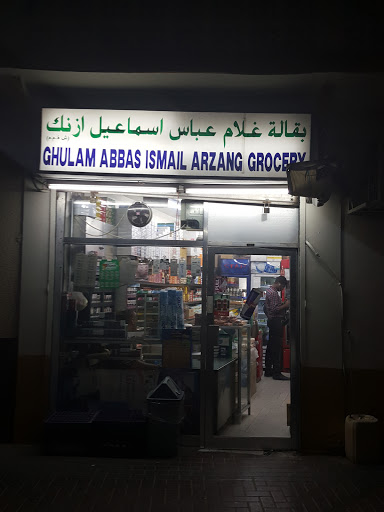 بقالة غلام عباس اسماعيل ازنك
GHULAM ABBAS ISMAIL ARZANG GROCERY